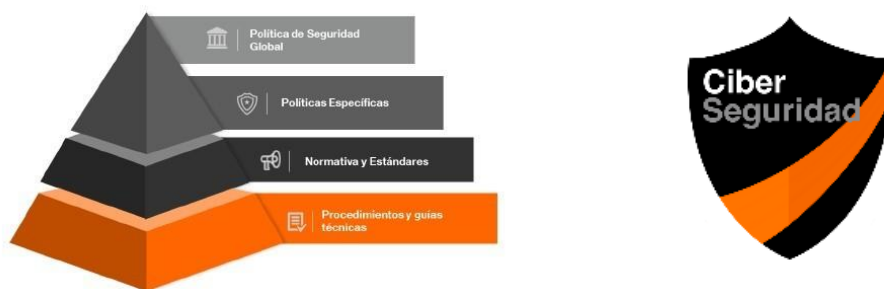 Política de Seguridad
Global
Políticas Específicas
Normativa y Estándares
Procedimientos y guías
técnicas
Ciber
Seguridad